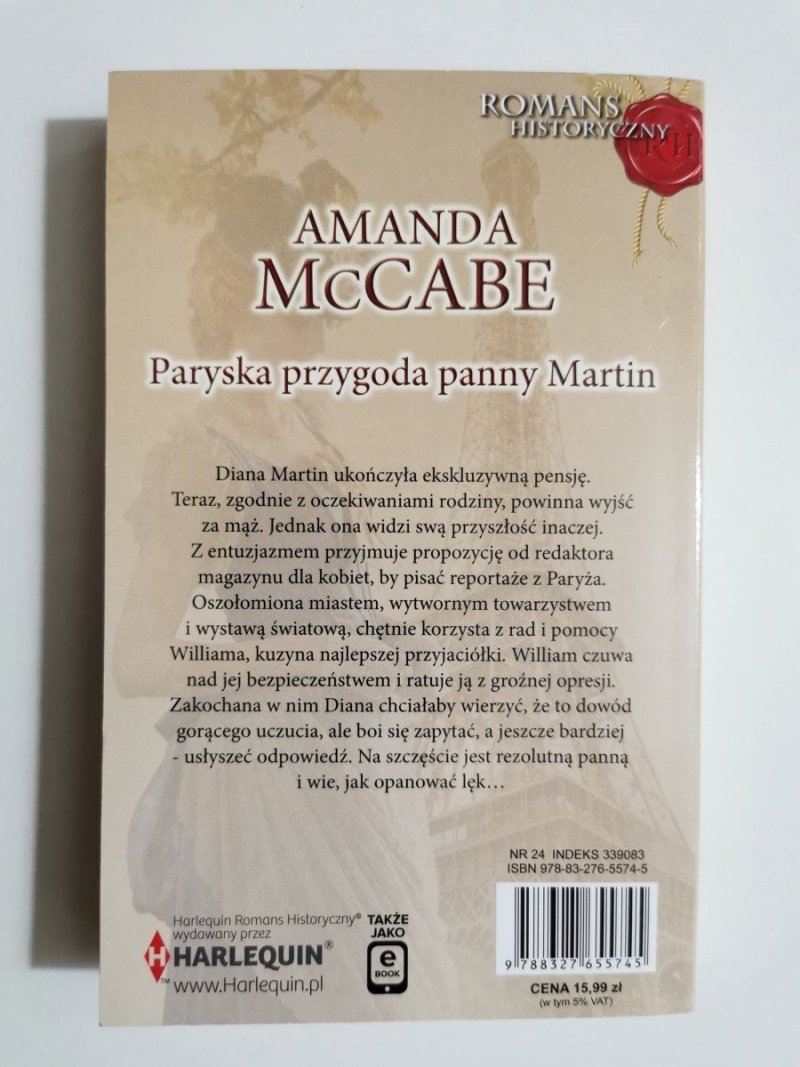 ROMANS
HISTORYCZNY
RH
AMANDA
McCABE
Paryska przygoda panny Martin
Diana Martin ukończyła ekskluzywną pensję.
Teraz, zgodnie z oczekiwaniami rodziny, powinna wyjść
za mąż. Jednak ona widzi swą przyszłość inaczej.
Z entuzjazmem przyjmuje propozycję od redaktora
magazynu dla kobiet, by pisać reportaże z Paryża.
Oszołomiona miastem, wytwornym towarzystwem
i wystawą światową, chętnie korzysta z rad i pomocy
Williama, kuzyna najlepszej przyjaciółki. William czuwa
nad jej bezpieczeństwem i ratuje ją z groźnej opresji.
Zakochana w nim Diana chciałaby wierzyć, że to dowód
gorącego uczucia, ale boi się zapytać, a jeszcze bardziej
- usłyszeć odpowiedź. Na szczęście jest rezolutną panną
i wie, jak opanować lęk…
NR 24 INDEKS 339083
ISBN 978-83-276-5574-5
9 788327 655745
CENA 15,99 zł
(w tym 5% VAT)
Harlequin Romans Historyczny®
wydawany przez
H HARLEQUIN®
™ www.Harlequin.pl
TAKŻE
JAKO
e
BOOK